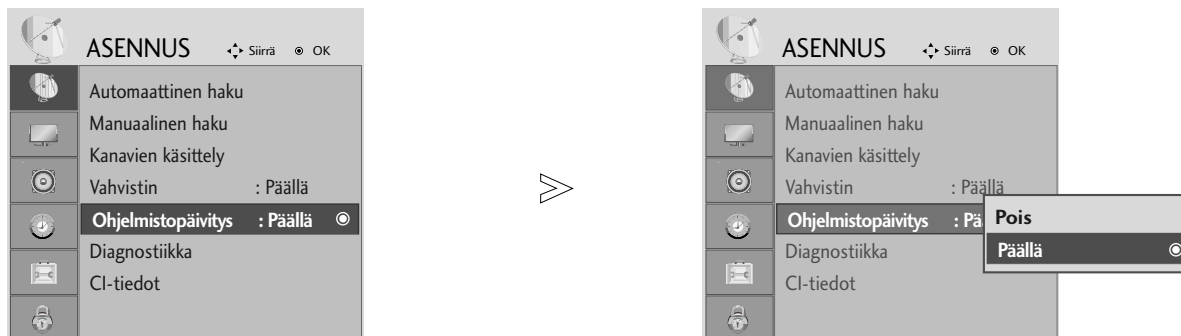 ASENNUS Siirrä OK
Automaattinen haku
Manuaalinen haku
Kanavien käsittely
Vahvistin : Päällä
Ohjelmistopäivitys : Päällä
Diagnostiikka
CI-tiedot
ASENNUS Siirrä OK
Automaattinen haku
Manuaalinen haku
Kanavien käsittely
Vahvistin : Päällä
Ohjelmistopäivitys : Pä
Diagnostiikka
CI-tiedot
Pois
Päällä